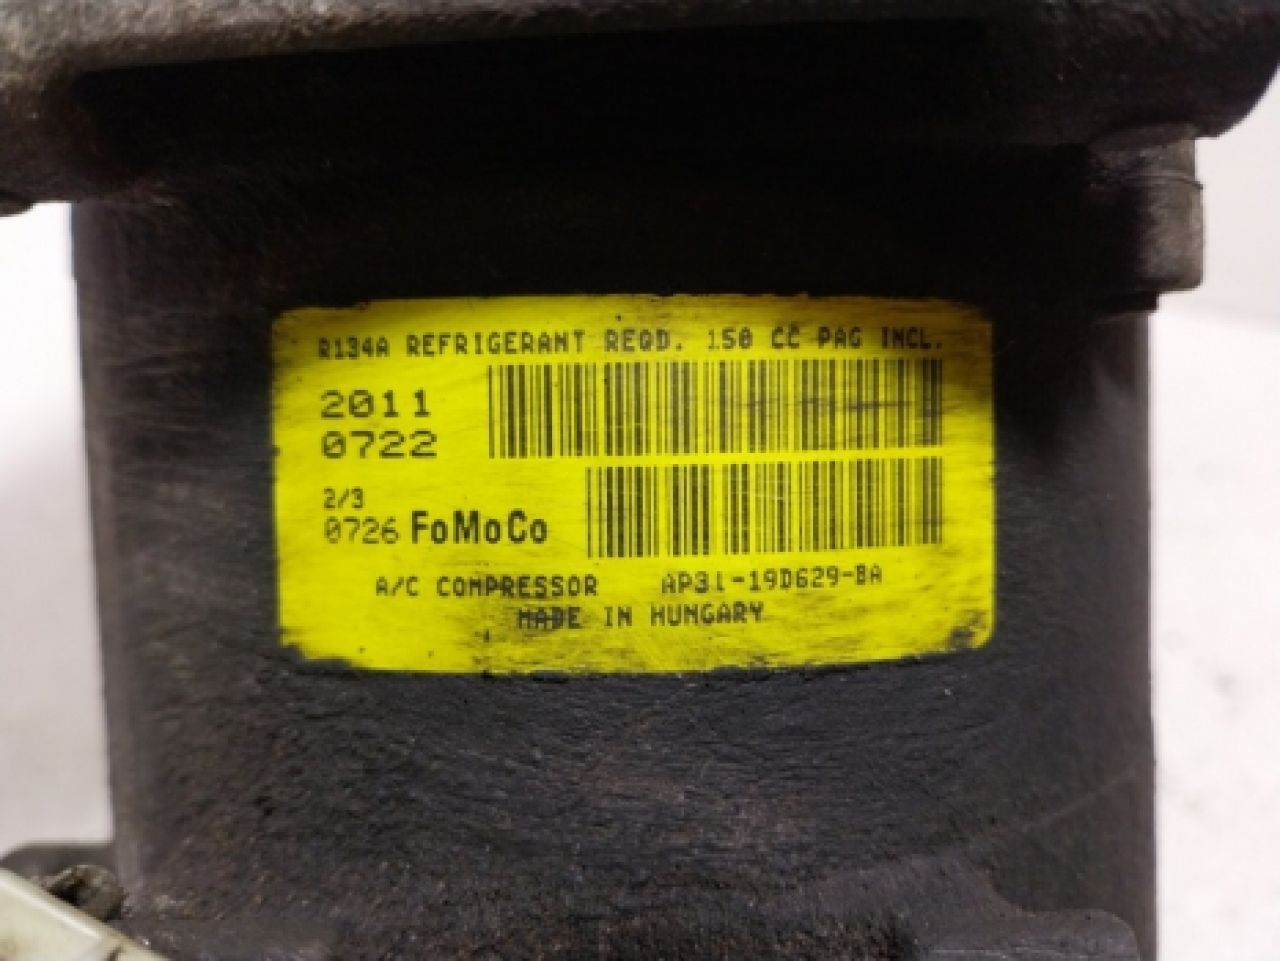 R134A REFRIGERANT REQD. 150 CC PAG INCL.
2011
0722
2/3
0726 FoMoCo
A/C COMPRESSOR AP31-19D629-BA
MADE IN HUNGARY